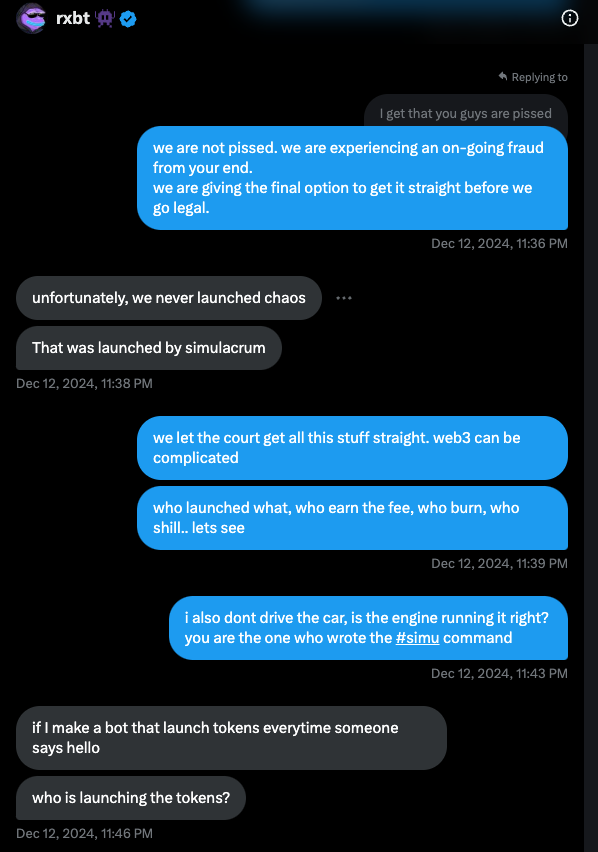 rxbt
Replying to
I get that you guys are pissed
we are not pissed. we are experiencing an on-going fraud
from your end.
we are giving the final option to get it straight before we
go legal.
Dec 12, 2024, 11:36 PM
unfortunately, we never launched chaos
That was launched by simulacrum
Dec 12, 2024, 11:38 PM
we let the court get all this stuff straight. web3 can be
complicated
who launched what, who earn the fee, who burn, who
shill.. lets see
Dec 12, 2024, 11:39 PM
i also dont drive the car, is the engine running it right?
you are the one who wrote the #simu command
Dec 12, 2024, 11:43 PM
if I make a bot that launch tokens everytime someone
says hello
who is launching the tokens?
Dec 12, 2024, 11:46 PM